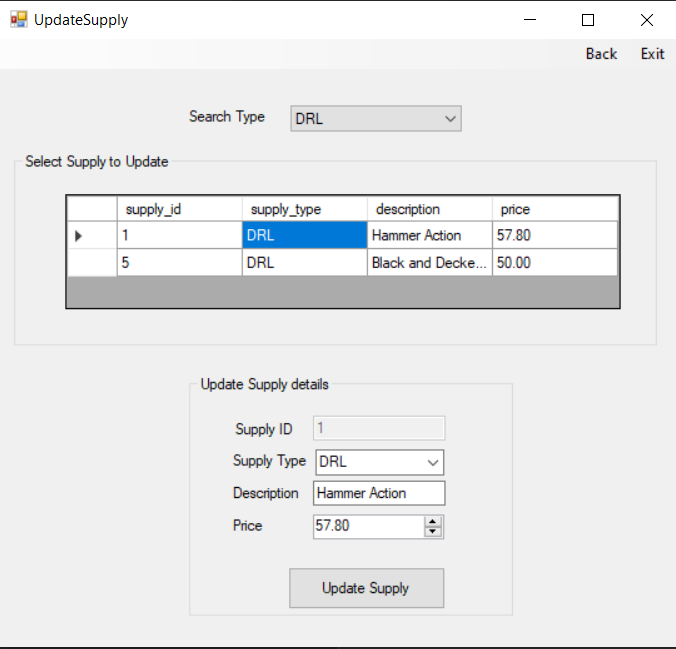 UpdateSupply
Back Exit
Search Type DRL
Select Supply to Update
supply_id supply_type description price
1 DRL Hammer Action 57.80
5 DRL Black and Decke... 50.00
Update Supply details
Supply ID 1
Supply Type DRL
Description Hammer Action
Price 57.80
Update Supply